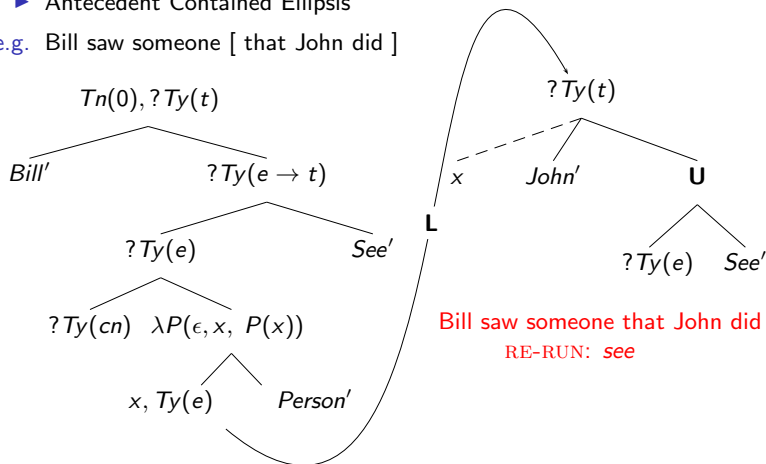 ▶ Antecedent Contained Ellipsis
e.g. Bill saw someone [ that John did ]
Tn(0), ?Ty(t)
Bill′ ?Ty(e → t)
?Ty(e) See′
?Ty(cn) λP(ϵ, x, P(x))
x, Ty(e) Person′
L
?Ty(t)
x John′ U
?Ty(e) See′
Bill saw someone that John did
RE-RUN: see